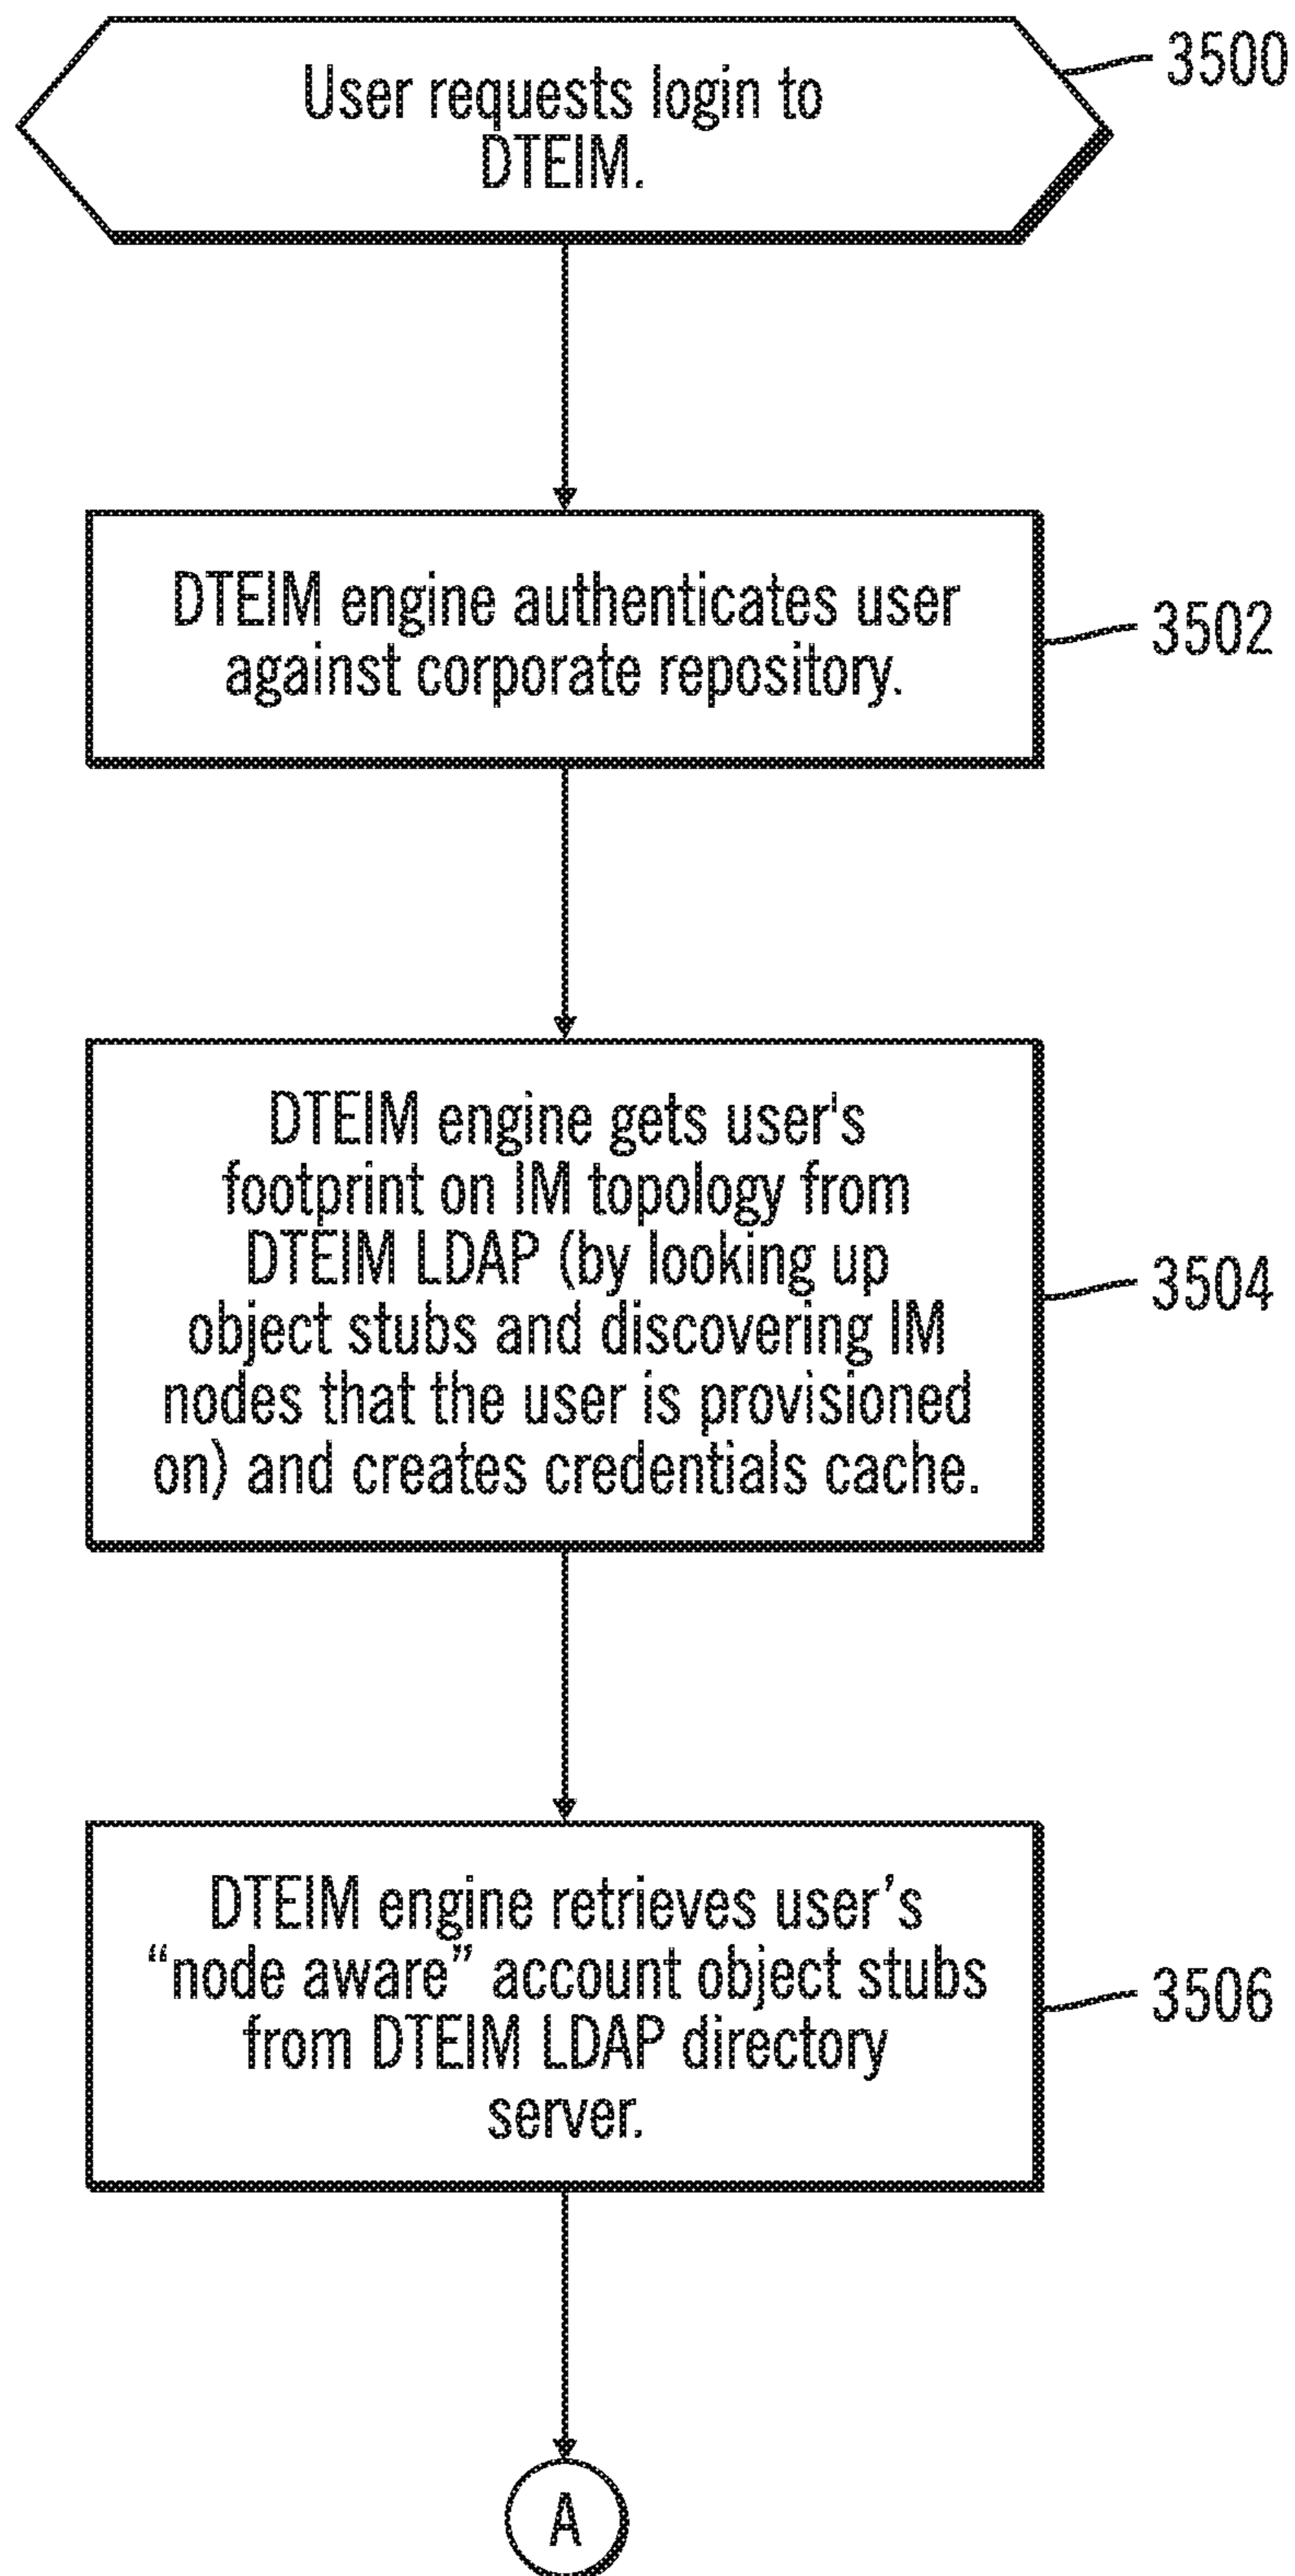 User requests login to
DTEIM.
3500
DTEIM engine authenticates user
against corporate repository.
3502
DTEIM engine gets user's
footprint on IM topology from
DTEIM LDAP (by looking up
object stubs and discovering IM
nodes that the user is provisioned
on) and creates credentials cache.
3504
DTEIM engine retrieves user’s
“node aware” account object stubs
from DTEIM LDAP directory
server.
3506
A